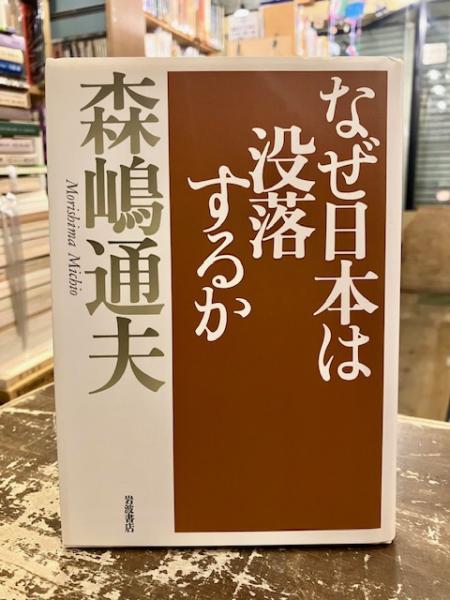 なぜ日本は
没落
するか
森嶋通夫
Morishima Michio
岩波書店